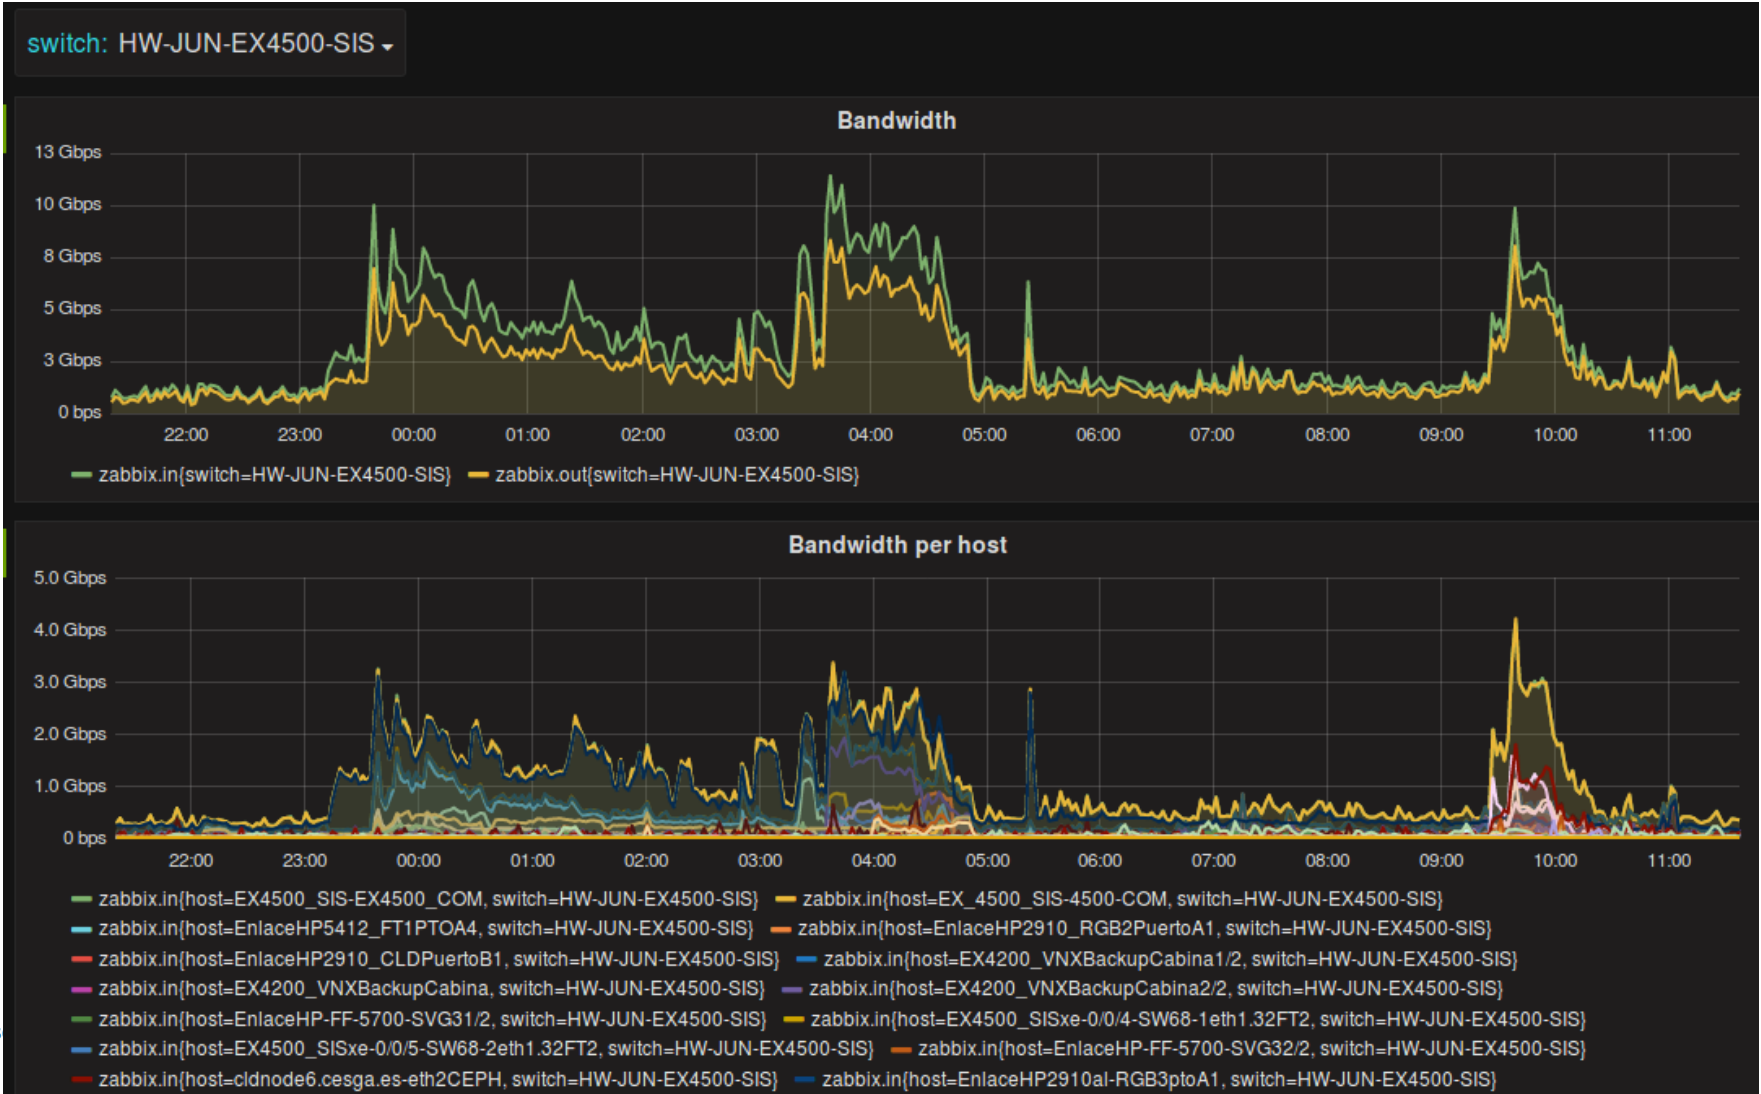 switch: HW-JUN-EX4500-SIS
Bandwidth
13 Gbps
10 Gbps
8 Gbps
5 Gbps
3 Gbps
0 bps
22:00 23:00 00:00 01:00 02:00 03:00 04:00 05:00 06:00 07:00 08:00 09:00 10:00 11:00
zabbix.in{switch=HW-JUN-EX4500-SIS} zabbix.out{switch=HW-JUN-EX4500-SIS}
Bandwidth per host
5.0 Gbps
4.0 Gbps
3.0 Gbps
2.0 Gbps
1.0 Gbps
0 bps
22:00 23:00 00:00 01:00 02:00 03:00 04:00 05:00 06:00 07:00 08:00 09:00 10:00 11:00
zabbix.in{host=EX4500_SIS-EX4500_COM, switch=HW-JUN-EX4500-SIS} zabbix.in{host=EX_4500_SIS-4500-COM, switch=HW-JUN-EX4500-SIS}
zabbix.in{host=EnlaceHP5412_FT1PTOA4, switch=HW-JUN-EX4500-SIS} zabbix.in{host=EnlaceHP2910_RGB2PuertoA1, switch=HW-JUN-EX4500-SIS}
zabbix.in{host=EnlaceHP2910_CLDPuertoB1, switch=HW-JUN-EX4500-SIS} zabbix.in{host=EX4200_VNXBackupCabina1/2, switch=HW-JUN-EX4500-SIS}
zabbix.in{host=EX4200_VNXBackupCabina, switch=HW-JUN-EX4500-SIS} zabbix.in{host=EX4200_VNXBackupCabina2/2, switch=HW-JUN-EX4500-SIS}
zabbix.in{host=EnlaceHP-FF-5700-SVG31/2, switch=HW-JUN-EX4500-SIS} zabbix.in{host=EX4500_SISxe-0/0/4-SW68-1eth1.32FT2, switch=HW-JUN-EX4500-SIS}
zabbix.in{host=EX4500_SISxe-0/0/5-SW68-2eth1.32FT2, switch=HW-JUN-EX4500-SIS} zabbix.in{host=EnlaceHP-FF-5700-SVG32/2, switch=HW-JUN-EX4500-SIS}
zabbix.in{host=cldnode6.cesga.es-eth2CEPH, switch=HW-JUN-EX4500-SIS} zabbix.in{host=EnlaceHP2910al-RGB3ptoA1, switch=HW-JUN-EX4500-SIS}